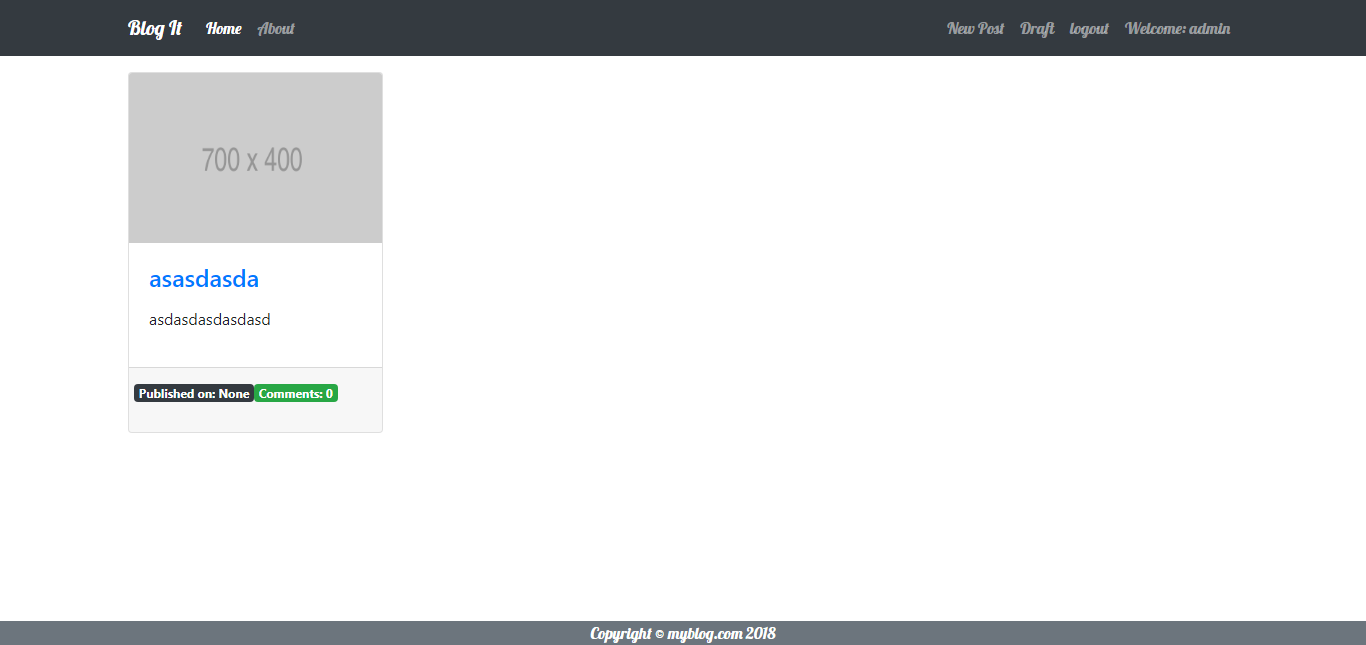 Blog It Home About New Post Draft logout Welcome: admin
700 x 400
asasdasda
asdasdasdasdasd
Published on: None Comments: 0
Copyright © myblog.com 2018